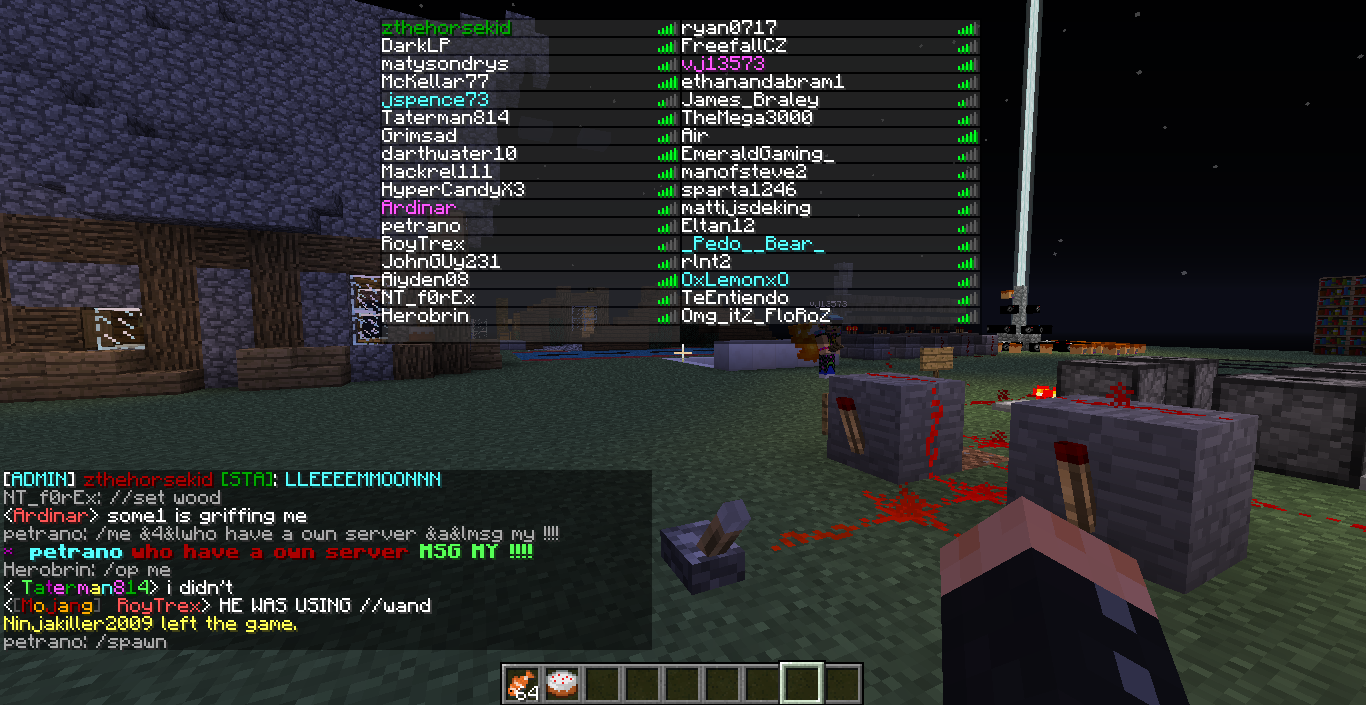 zthehorsekid ryan0717
DarkLP FreefallCZ
matysondrys vj13573
McKellar77 ethanandabram1
jspence73 James_Braley
Taterman814 TheMega3000
Grimsad Air
darthwater10 EmeraldGaming_
Mackrel111 manofsteve2
HyperCandyX3 sparta1246
Ardinar mattijsdeking
petrano Eltan12
RoyTrex _Pedo__Bear_
JohnGUy231 rlnt2
Aiyden08 OxLemonxO
NT_f0rEx TeEntiendo
Herobrin Omg_itZ_FloRoZ
vj13573
[ADMIN] zthehorsekid [STA]: LLEEEEMMOONNN
NT_f0rEx: //set wood
<Ardinar> some1 is griffing me
petrano: /me &4&lwho have a own server &a&lmsg my !!!!
* petrano who have a own server MSG MY !!!!
Herobrin: /op me
< Taterman814> i didn't
<[Mojang] RoyTrex> HE WAS USING //wand
Ninjakiller2009 left the game.
petrano: /spawn
64